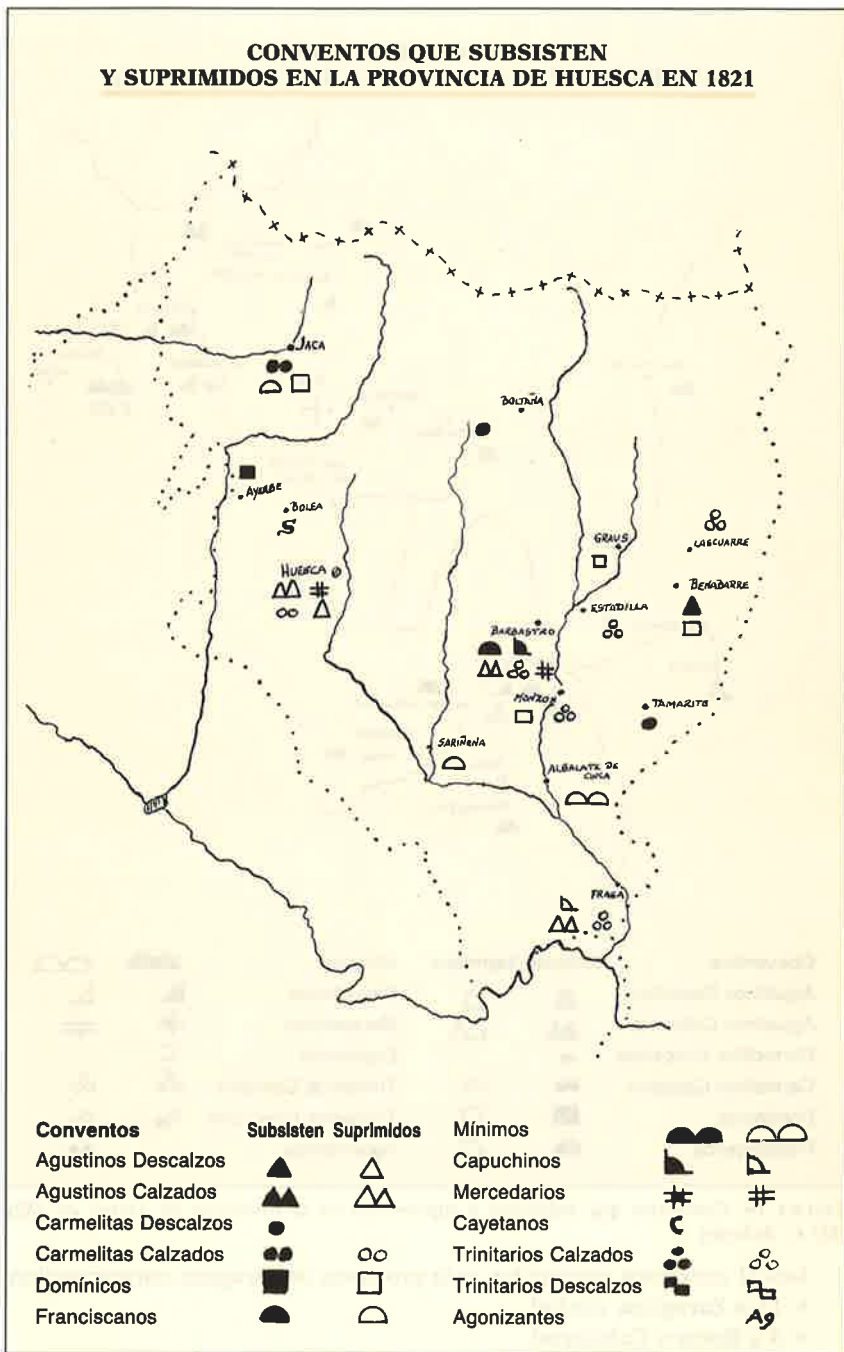 CONVENTOS QUE SUBSISTEN
Y SUPRIMIDOS EN LA PROVINCIA DE HUESCA EN 1821
JACA
BOLTAÑA
AYERBE
BOLEA
S
GRAUS
LASCUARRE
HUESCA
BENABARRE
ESTADILLA
BARBASTRO
MONZON
TAMARITE
SARIÑENA
ALBALATE DE
CINCA
FRAGA
Conventos Subsisten Suprimidos
Agustinos Descalzos
Agustinos Calzados
Carmelitas Descalzos
Carmelitas Calzados
Domínicos
Franciscanos
Mínimos
Capuchinos
Mercedarios
Cayetanos C
Trinitarios Calzados
Trinitarios Descalzos
Agonizantes Ag